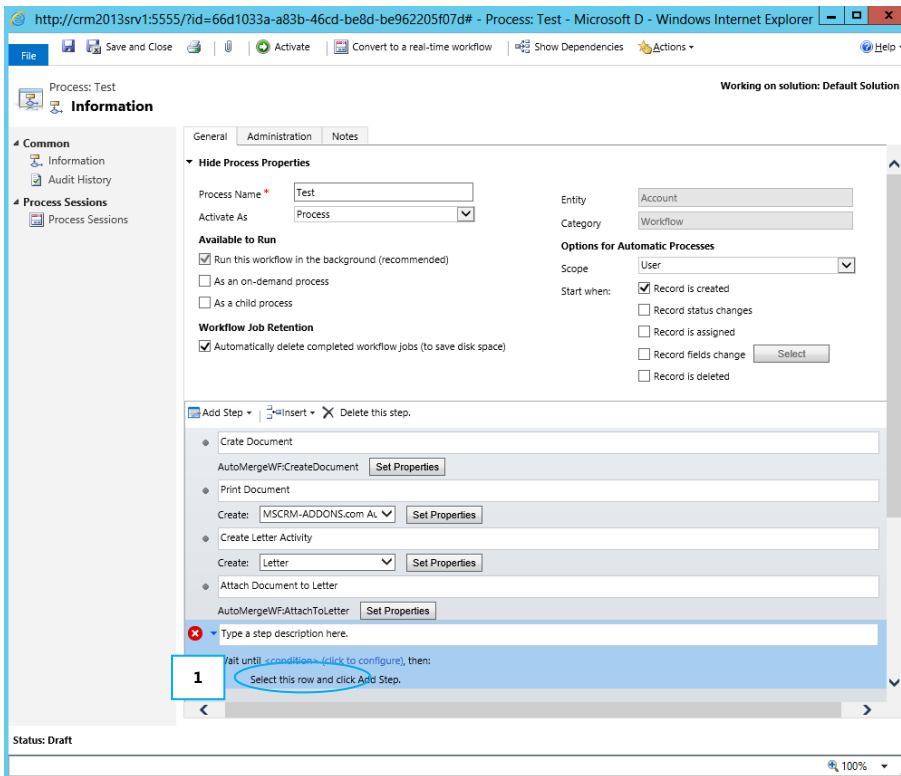 http://crm2013srv1:5555/?id=66d1033a-a83b-46cd-be8d-be962205f07d# - Process: Test - Microsoft D - Windows Internet Explorer
File Save and Close Activate Convert to a real-time workflow Show Dependencies Actions Help
Process: Test
Information
Working on solution: Default Solution
Common
Information
Audit History
Process Sessions
Process Sessions
General Administration Notes
Hide Process Properties
Process Name * Test
Activate As Process
Available to Run
Run this workflow in the background (recommended)
As an on-demand process
As a child process
Workflow Job Retention
Automatically delete completed workflow jobs (to save disk space)
Entity Account
Category Workflow
Options for Automatic Processes
Scope User
Start when: Record is created
Record status changes
Record is assigned
Record fields change Select
Record is deleted
Add Step Insert Delete this step.
Crate Document
AutoMergeWF:CreateDocument Set Properties
Print Document
Create: MSCRM-ADDONS.com Au Set Properties
Create Letter Activity
Create: Letter Set Properties
Attach Document to Letter
AutoMergeWF:AttachToLetter Set Properties
Type a step description here.
ait until <condition> (click to configure), then:
1 Select this row and click Add Step.
Status: Draft
100%